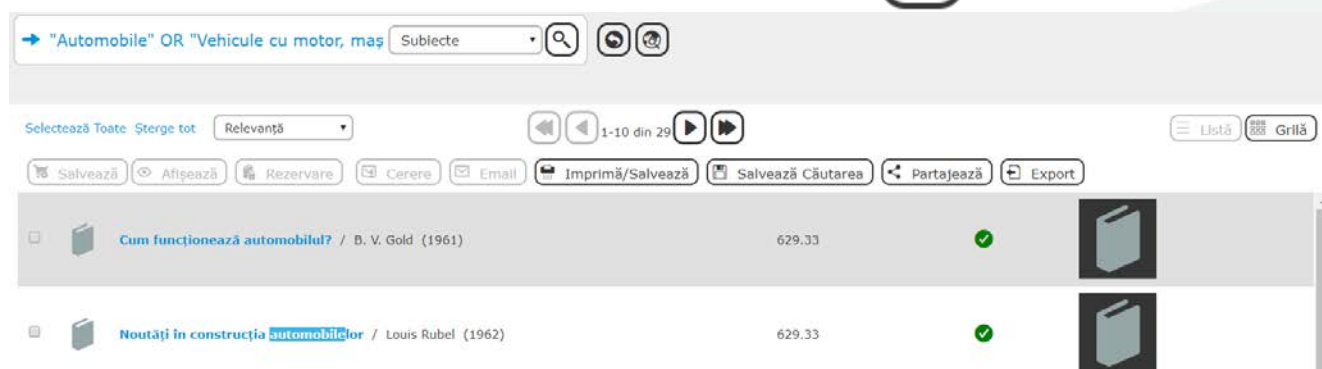 "Automobile" OR "Vehicule cu motor, maș Subiecte
Selectează Toate Șterge tot Relevanță 1-10 din 29 Listă Grilă
Salvează Afișează Rezervare Cerere Email Imprimă/Salvează Salvează Căutarea Partajează Export
Cum funcționează automobilul? / B. V. Gold (1961) 629.33
Noutăți în construcția automobilelor / Louis Rubel (1962) 629.33